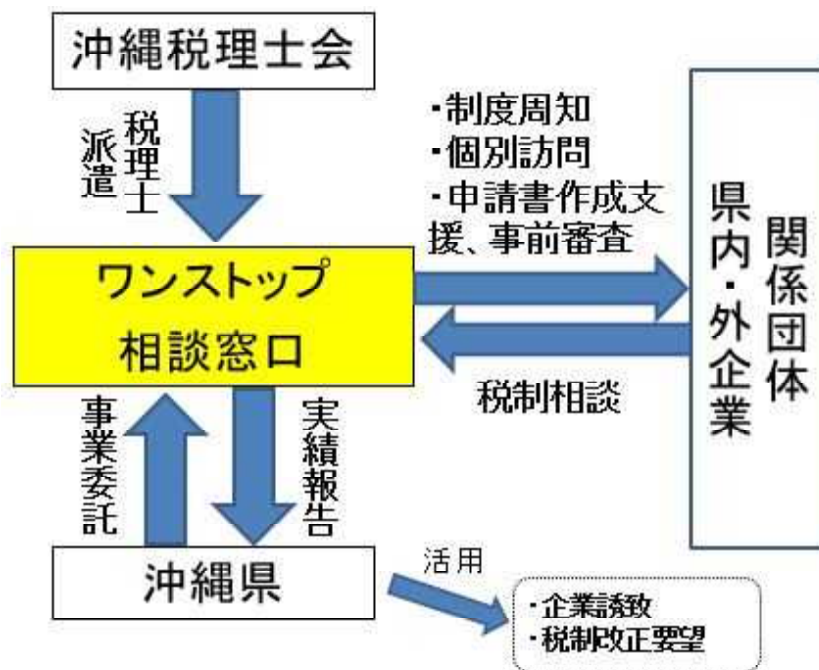 沖縄税理士会
税理士
派遣
・制度周知
・個別訪問
・申請書作成支
援、事前審査
関係団体
県内・外企業
ワンストップ
相談窓口
税制相談
事業委託
実績報告
沖縄県
活用
・企業誘致
・税制改正要望